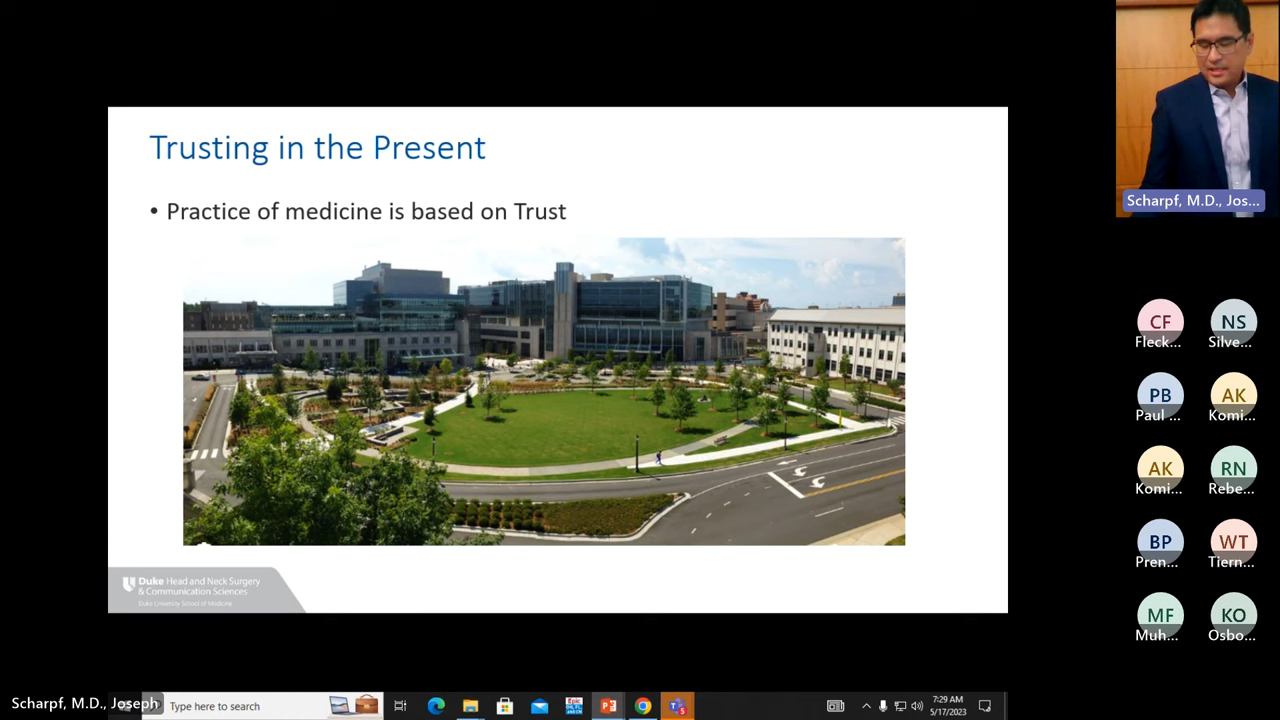 Trusting in the Present
• Practice of medicine is based on Trust
Duke Head and Neck Surgery
& Communication Sciences
Duke University School of Medicine
Scharpf, M.D., Jos...
CF
Fleck...
NS
Silve...
PB
Paul ...
AK
Komi...
AK
Komi...
RN
Rebe...
BP
Pren...
WT
Tiern...
MF
Muh...
KO
Osbo...
Scharpf, M.D., Joseph
Type here to search
Epic
7:29 AM
5/17/2023